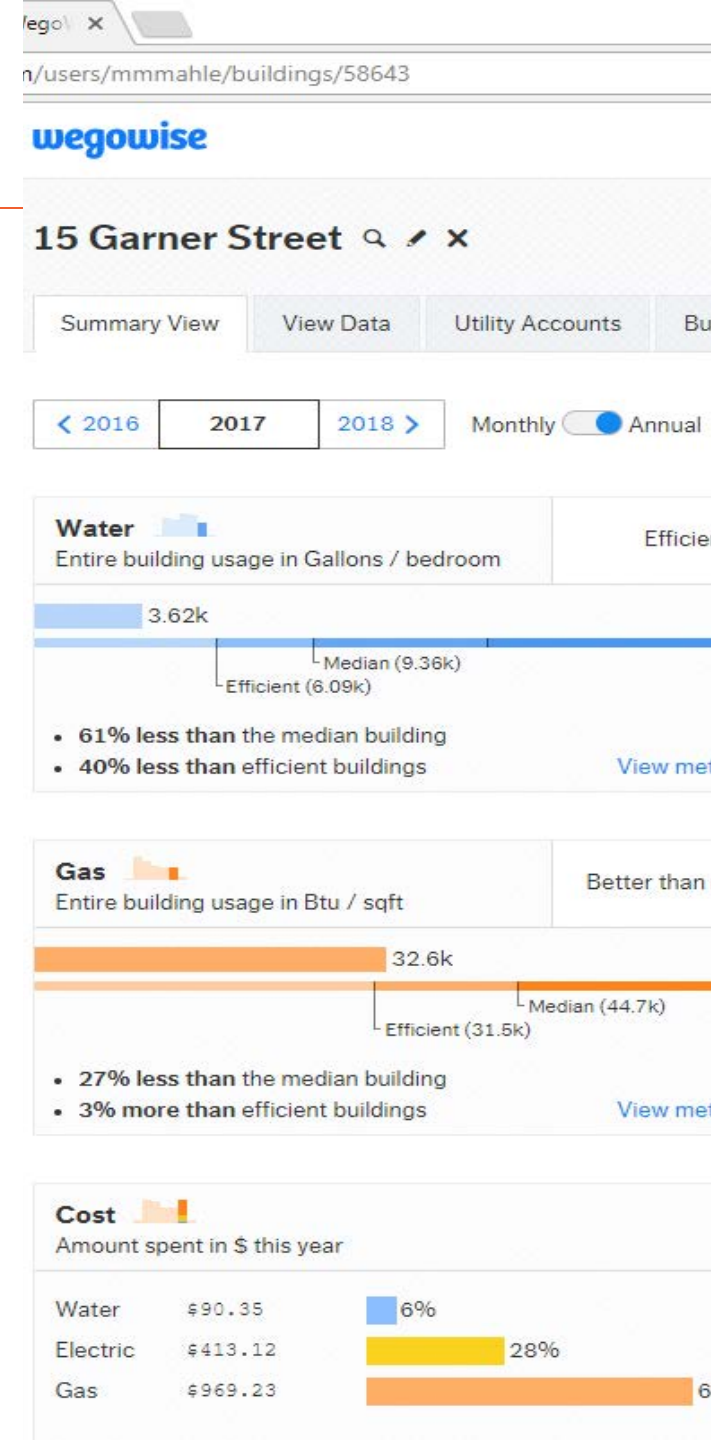 /users/mmmahle/buildings/58643
wegowise
15 Garner Street
Summary View View Data Utility Accounts
2016 2017 2018 Monthly Annual
Water
Entire building usage in Gallons / bedroom
3.62k
Median (9.36k)
Efficient (6.09k)
• 61% less than the median building
• 40% less than efficient buildings View
Gas
Entire building usage in Btu / sqft
Better than
32.6k
Median (44.7k)
Efficient (31.5k)
• 27% less than the median building
• 3% more than efficient buildings View
Cost
Amount spent in $ this year
Water $90.35 6%
Electric $413.12 28%
Gas $969.23